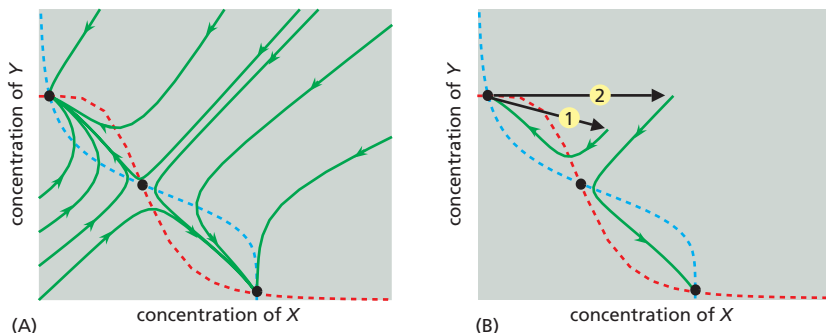 concentration of Y
concentration of X
(A)
concentration of Y
2
1
concentration of X
(B)